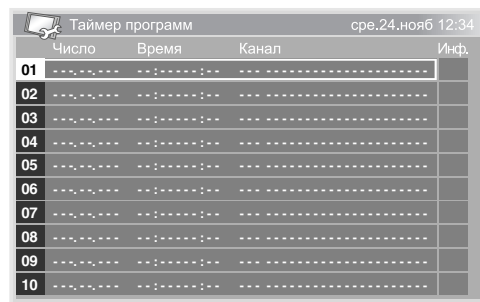 Таймер программ сре.24.нояб 12:34
Число Время Канал Инф.
01 ---.--.--- --:-----:-- --- ----------------------
02 ---.--.--- --:-----:-- --- ----------------------
03 ---.--.--- --:-----:-- --- ----------------------
04 ---.--.--- --:-----:-- --- ----------------------
05 ---.--.--- --:-----:-- --- ----------------------
06 ---.--.--- --:-----:-- --- ----------------------
07 ---.--.--- --:-----:-- --- ----------------------
08 ---.--.--- --:-----:-- --- ----------------------
09 ---.--.--- --:-----:-- --- ----------------------
10 ---.--.--- --:-----:-- --- ----------------------